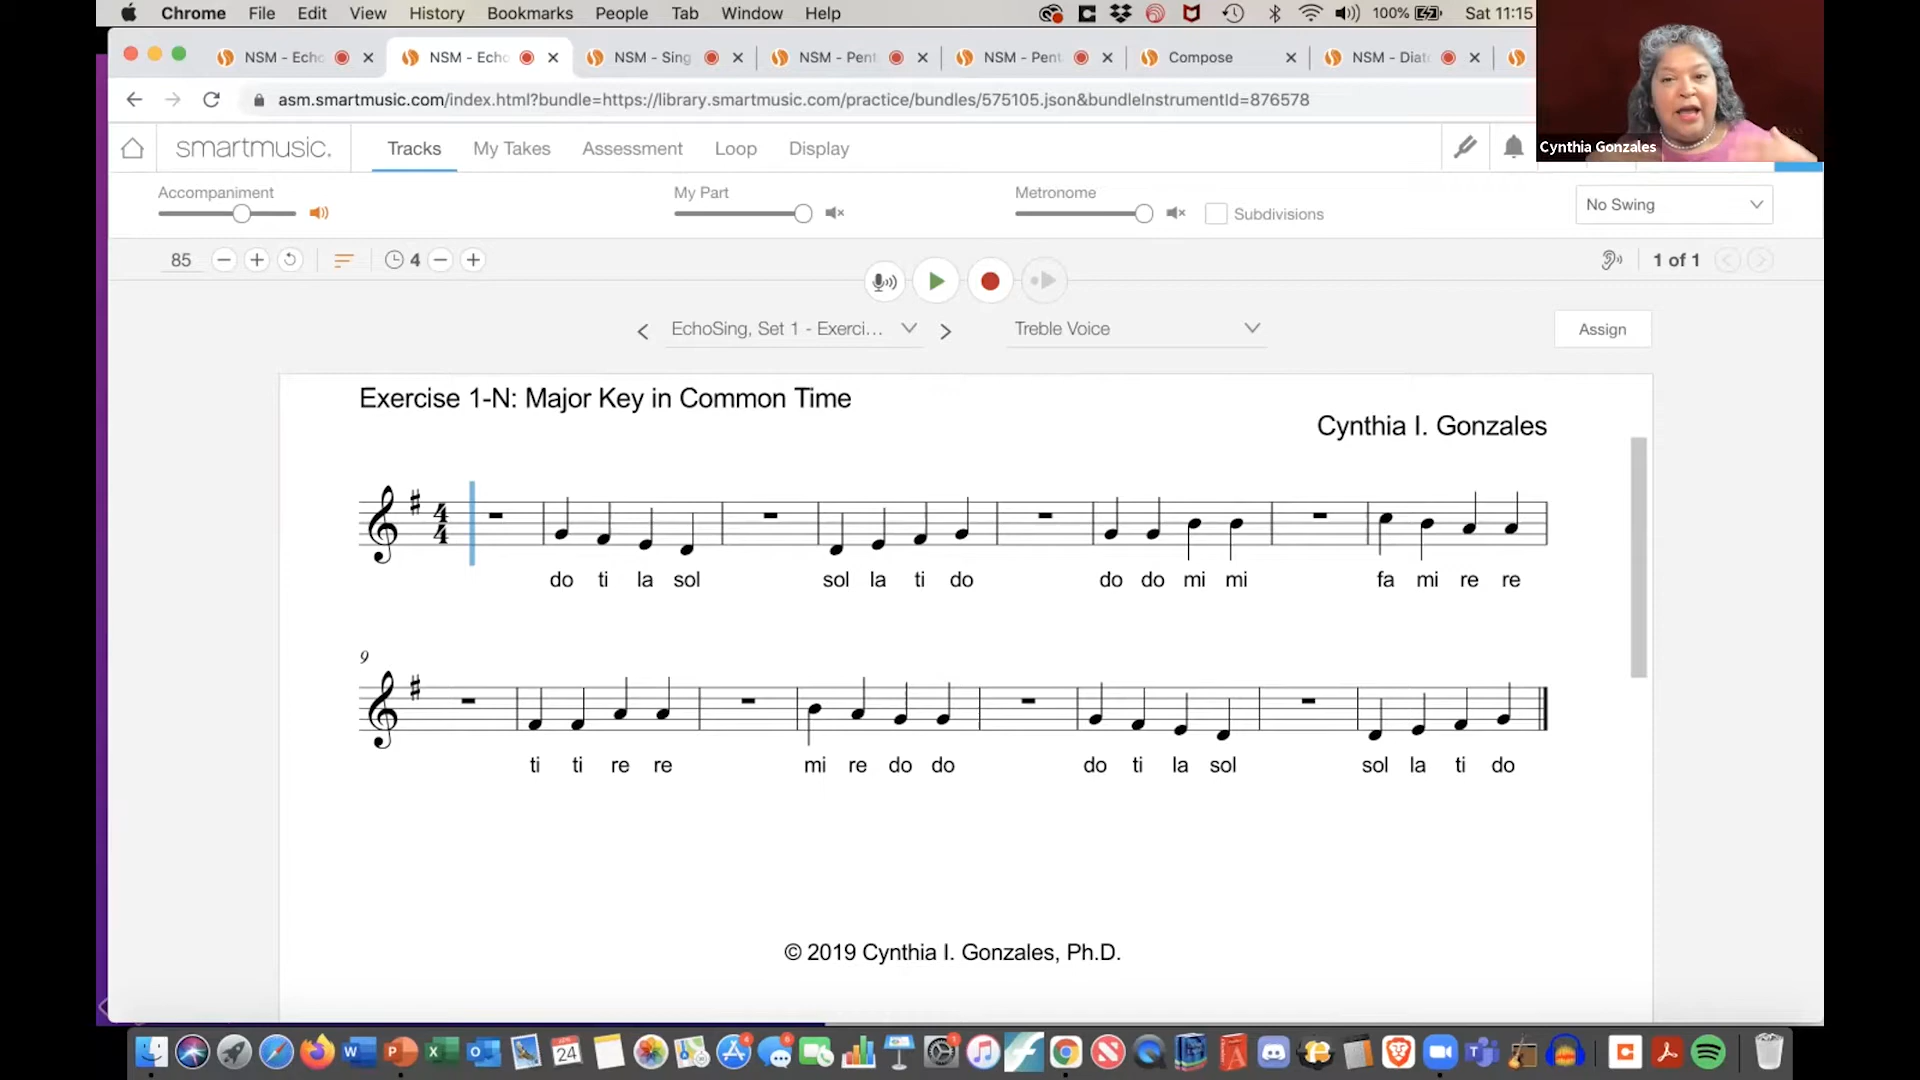 Chrome File Edit View History Bookmarks People Tab Window Help 100% Sat 11:15
NSM - Echo NSM - Echo NSM - Sing NSM - Pent NSM - Pent Compose NSM - Diato
asm.smartmusic.com/index.html?bundle=https://library.smartmusic.com/practice/bundles/575105.json&bundleInstrumentId=876578
Cynthia Gonzales
smartmusic. Tracks My Takes Assessment Loop Display
Accompaniment My Part Metronome
Subdivisions No Swing
85 4 1 of 1
EchoSing, Set 1 - Exerci... Treble Voice Assign
Exercise 1-N: Major Key in Common Time
Cynthia I. Gonzales
4
4
do ti la sol sol la ti do do do mi mi fa mi re re
9
ti ti re re mi re do do do ti la sol sol la ti do
© 2019 Cynthia I. Gonzales, Ph.D.
24